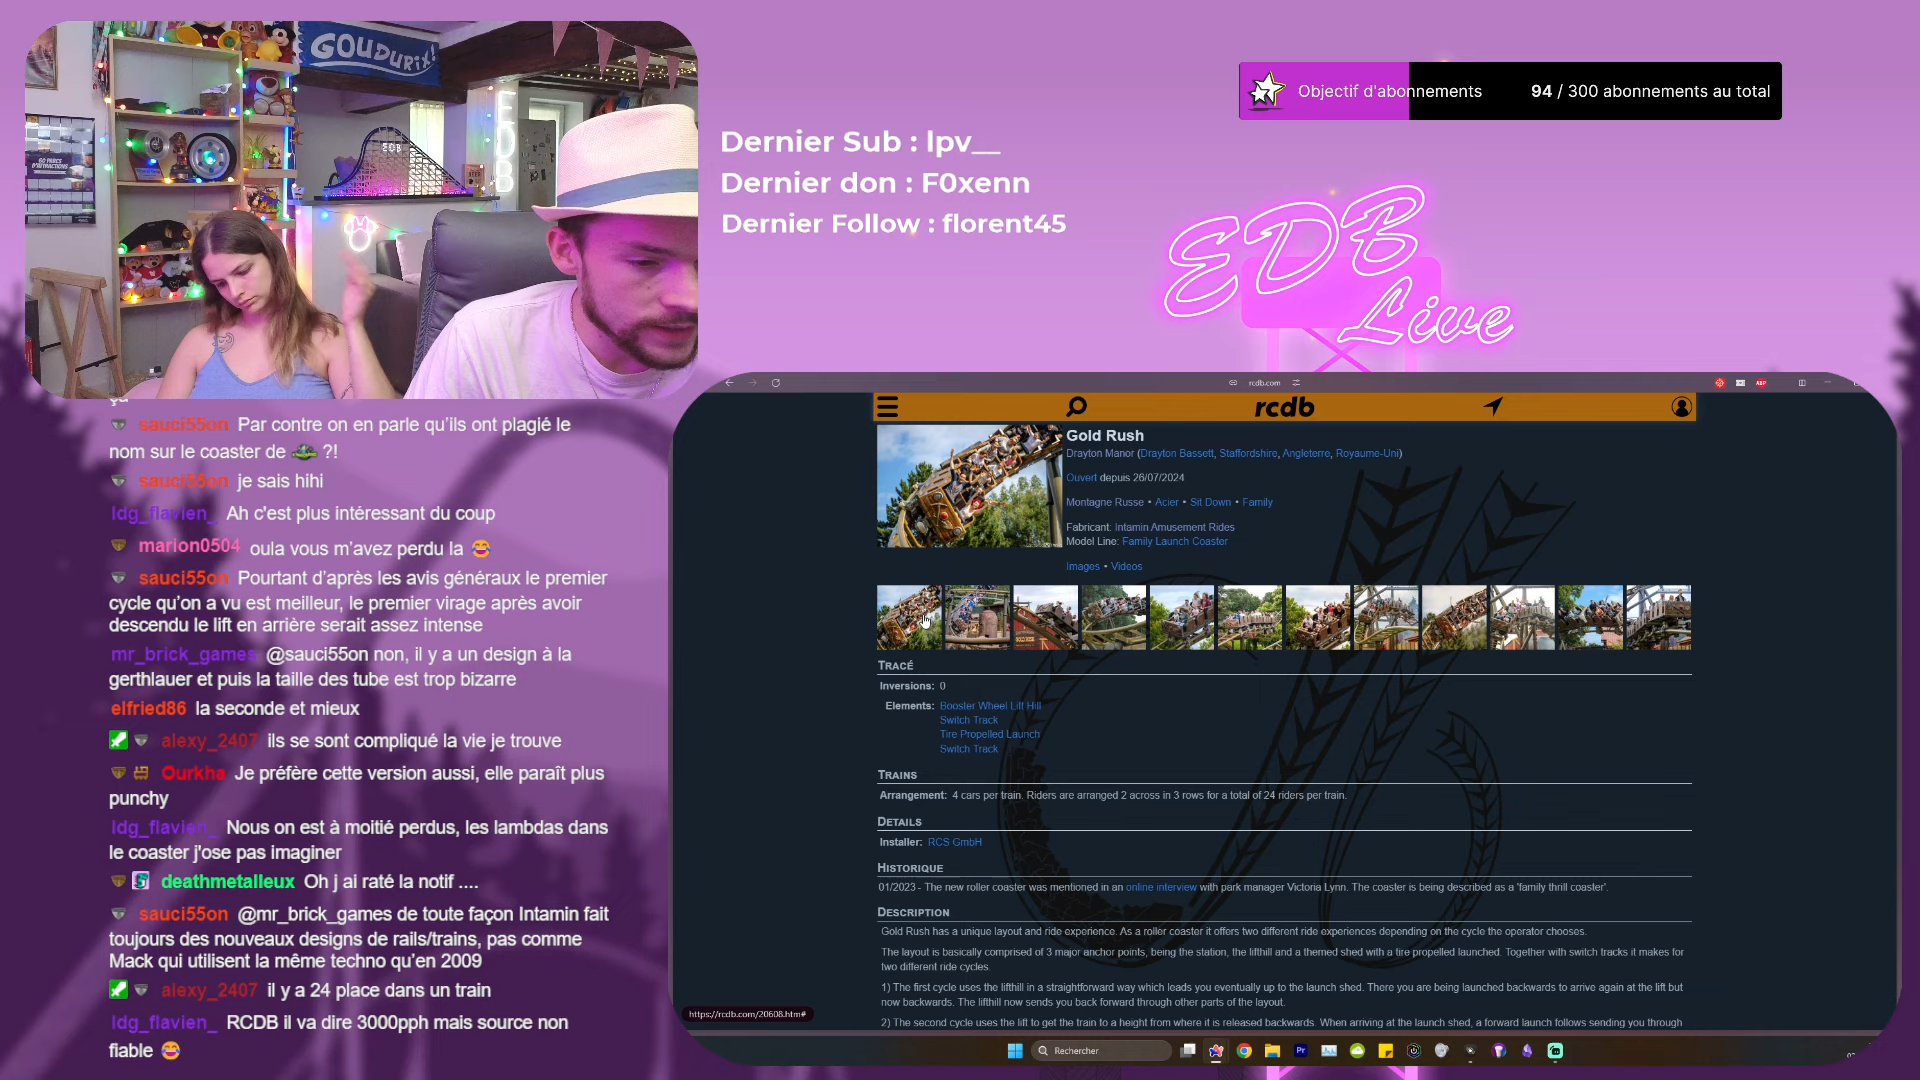 GOUDURIX!
EDB
EDB
Objectif d'abonnements
94 / 300 abonnements au total
Dernier Sub : lpv__
Dernier don : F0xenn
Dernier Follow : florent45
EDB
Live
sauci55on Par contre on en parle qu'ils ont plagié le
nom sur le coaster de ?!
sauci55on je sais hihi
ldg_flavien_ Ah c'est plus intéressant du coup
marion0504 oula vous m'avez perdu la
sauci55on Pourtant d'après les avis généraux le premier
cycle qu'on a vu est meilleur, le premier virage après avoir
descendu le lift en arrière serait assez intense
mr_brick_games @sauci55on non, il y a un design à la
gerthlauer et puis la taille des tube est trop bizarre
elfried86 la seconde et mieux
alexy_2407 ils se sont compliqué la vie je trouve
Ourkha Je préfère cette version aussi, elle paraît plus
punchy
ldg_flavien_ Nous on est à moitié perdus, les lambdas dans
le coaster j'ose pas imaginer
deathmetalleux Oh j ai raté la notif ....
sauci55on @mr_brick_games de toute façon Intamin fait
toujours des nouveaux designs de rails/trains, pas comme
Mack qui utilisent la même techno qu'en 2009
alexy_2407 il y a 24 place dans un train
ldg_flavien_ RCDB il va dire 3000pph mais source non
fiable
rcdb.com
ABP
rcdb
Gold Rush
Drayton Manor (Drayton Bassett, Staffordshire, Angleterre, Royaume-Uni)
Ouvert depuis 26/07/2024
Montagne Russe • Acier • Sit Down • Family
Fabricant: Intamin Amusement Rides
Model Line: Family Launch Coaster
Images • Videos
TRACÉ
Inversions: 0
Elements: Booster Wheel Lift Hill
Switch Track
Tire Propelled Launch
Switch Track
TRAINS
Arrangement: 4 cars per train. Riders are arranged 2 across in 3 rows for a total of 24 riders per train.
DETAILS
Installer: RCS GmbH
HISTORIQUE
01/2023 - The new roller coaster was mentioned in an online interview with park manager Victoria Lynn. The coaster is being described as a 'family thrill coaster'.
DESCRIPTION
Gold Rush has a unique layout and ride experience. As a roller coaster it offers two different ride experiences depending on the cycle the operator chooses.
The layout is basically comprised of 3 major anchor points, being the station, the lifthill and a themed shed with a tire propelled launched. Together with switch tracks it makes for
two different ride cycles.
1) The first cycle uses the lifthill in a straightforward way which leads you eventually up to the launch shed. There you are being launched backwards to arrive again at the lift but
now backwards. The lifthill now sends you back forward through other parts of the layout.
2) The second cycle uses the lift to get the train to a height from where it is released backwards. When arriving at the launch shed, a forward launch follows sending you through
https://rcdb.com/20608.htm#
Rechercher
Pr